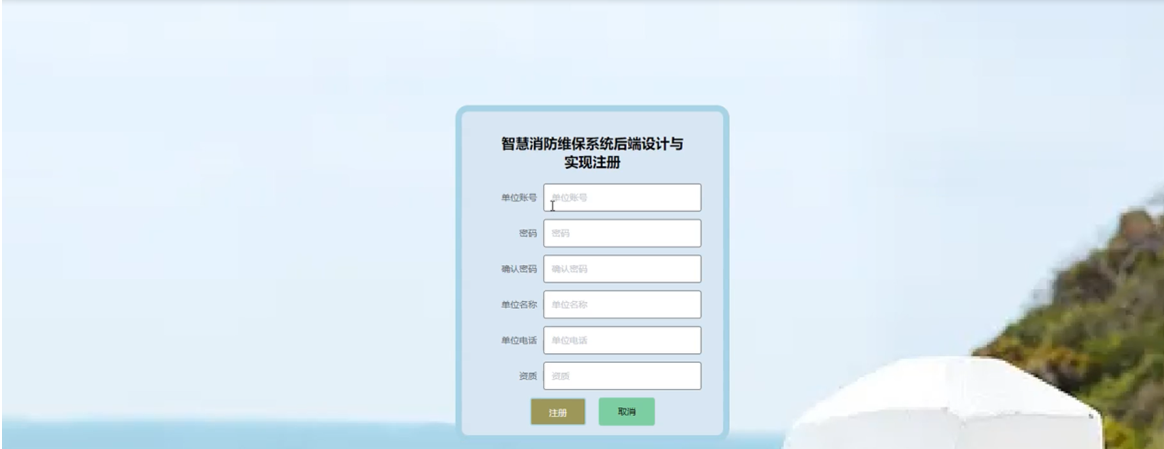 智慧消防维保系统后端设计与
实现注册
单位账号 单位账号
密码 密码
确认密码 确认密码
单位名称 单位名称
单位电话 单位电话
资质 资质
注册 取消